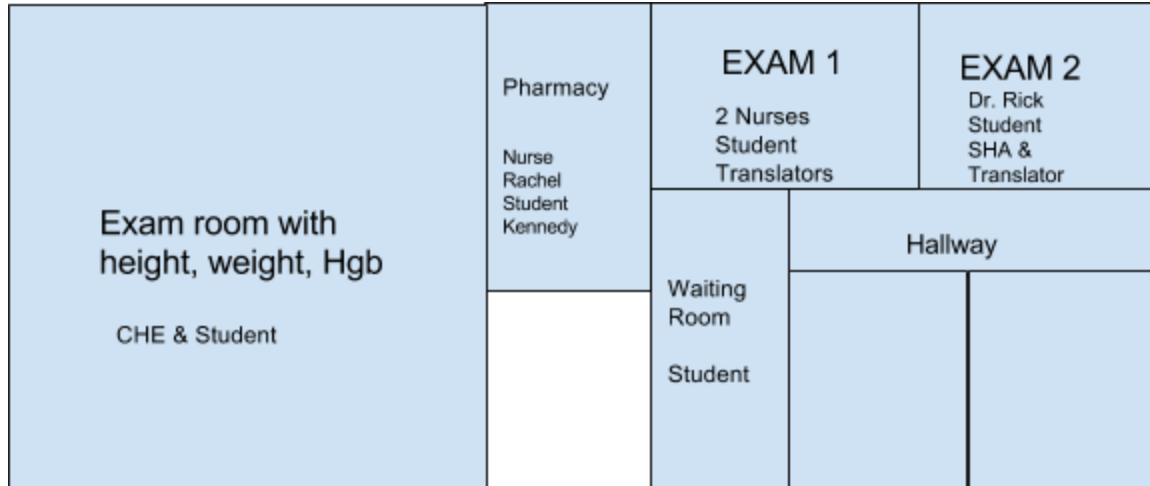 Exam room with
height, weight, Hgb
CHE & Student
Pharmacy
Nurse
Rachel
Student
Kennedy
EXAM 1
2 Nurses
Student
Translators
EXAM 2
Dr. Rick
Student
SHA &
Translator
Waiting
Room
Student
Hallway